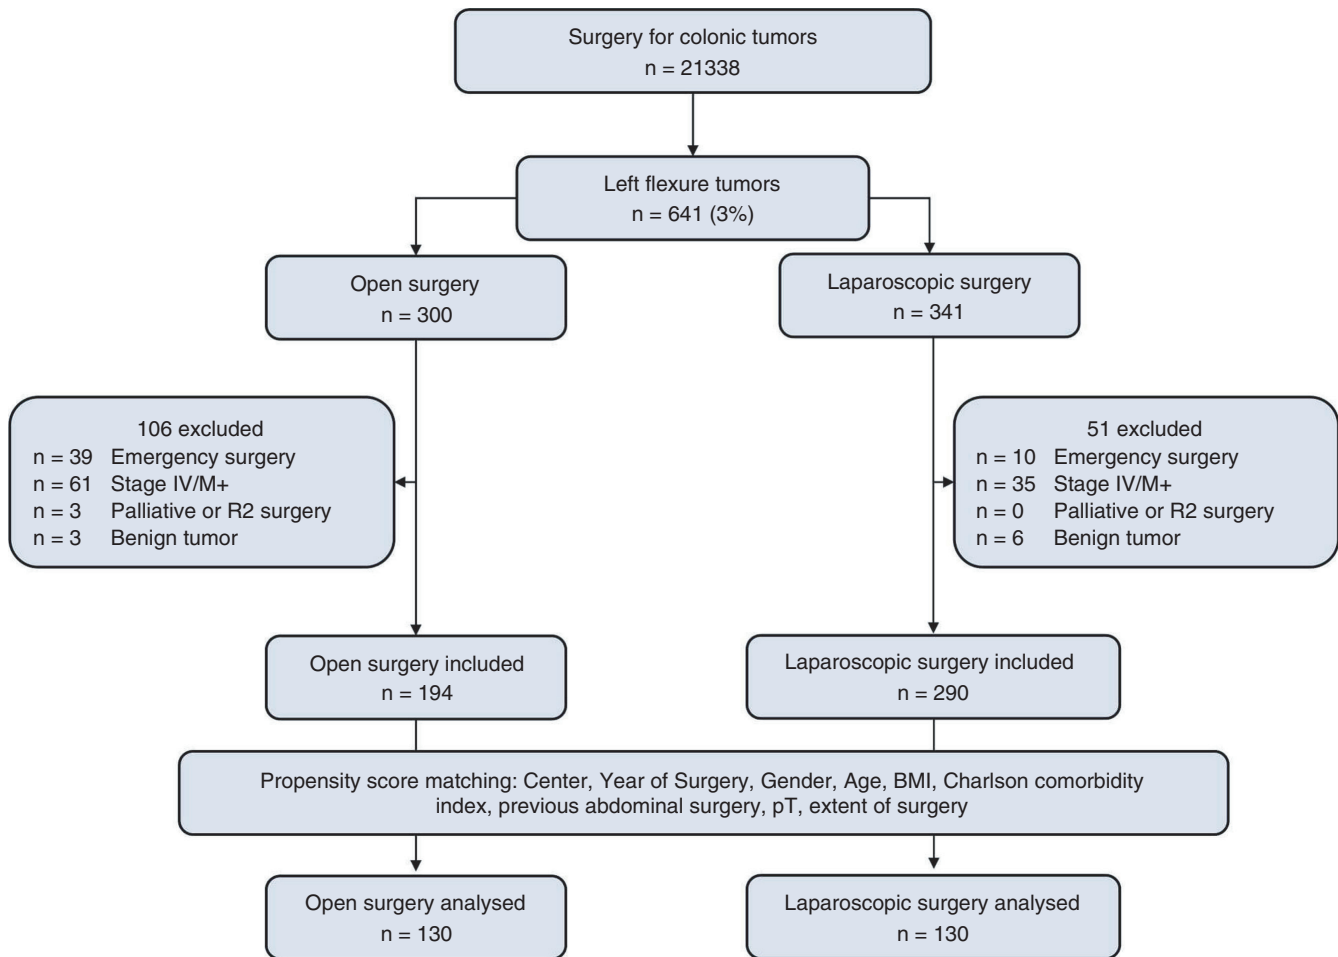 Surgery for colonic tumors
n = 21338
Left flexure tumors
n = 641 (3%)
Open surgery
n = 300
Laparoscopic surgery
n = 341
106 excluded
n = 39 Emergency surgery
n = 61 Stage IV/M+
n = 3 Palliative or R2 surgery
n = 3 Benign tumor
51 excluded
n = 10 Emergency surgery
n = 35 Stage IV/M+
n = 0 Palliative or R2 surgery
n = 6 Benign tumor
Open surgery included
n = 194
Laparoscopic surgery included
n = 290
Propensity score matching: Center, Year of Surgery, Gender, Age, BMI, Charlson comorbidity
index, previous abdominal surgery, pT, extent of surgery
Open surgery analysed
n = 130
Laparoscopic surgery analysed
n = 130